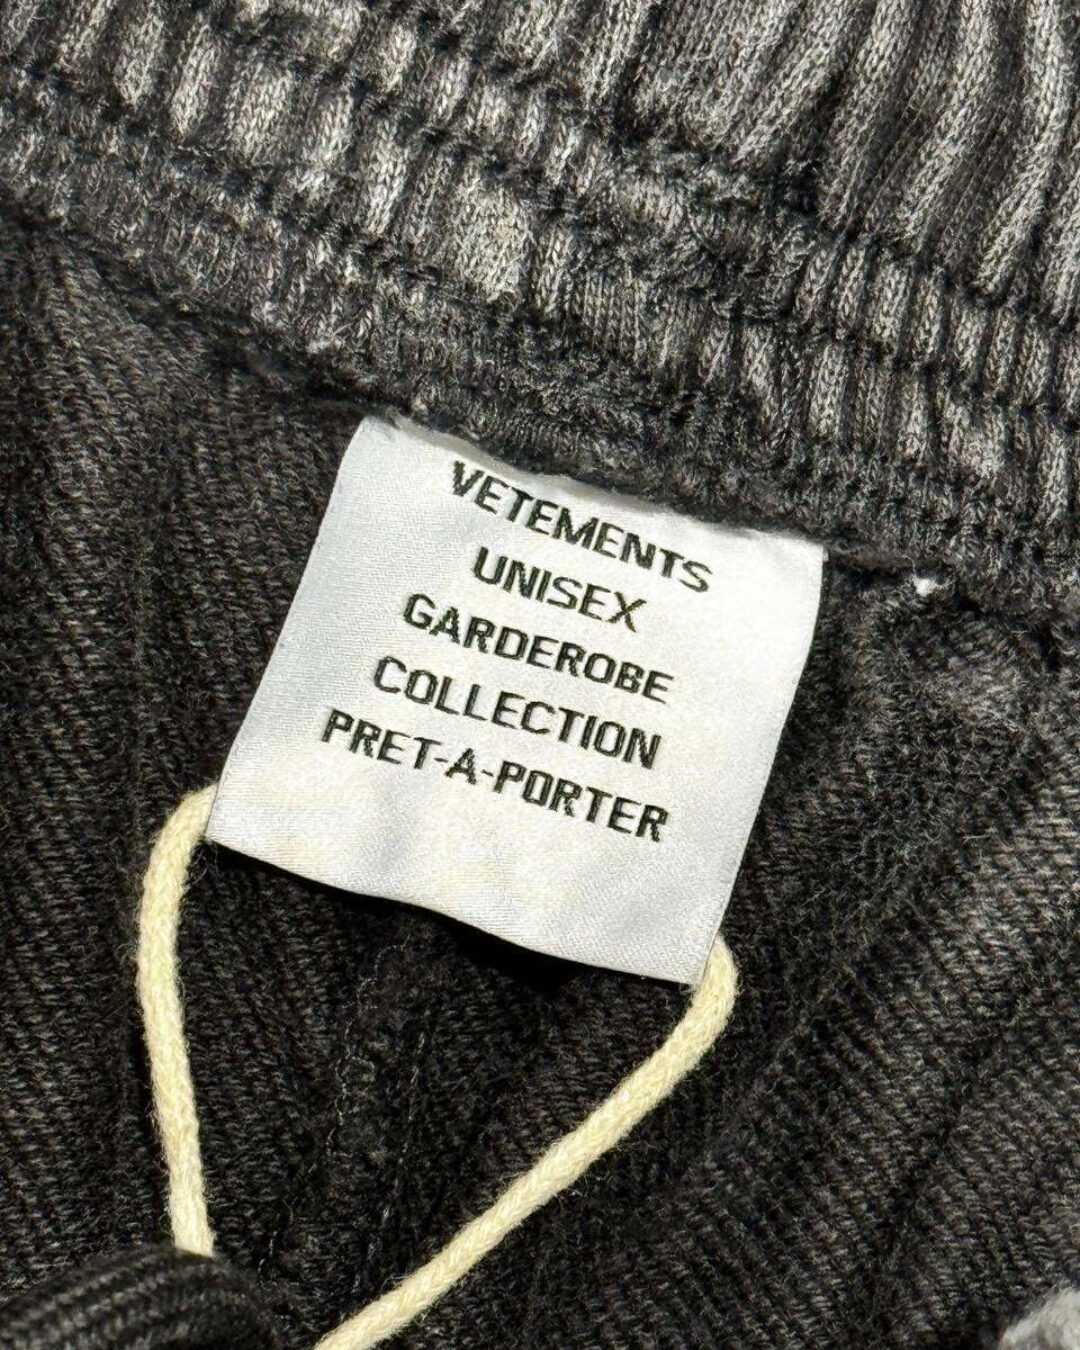 VETEMENTS
UNISEX
GARDEROBE
COLLECTION
PRET-A-PORTER